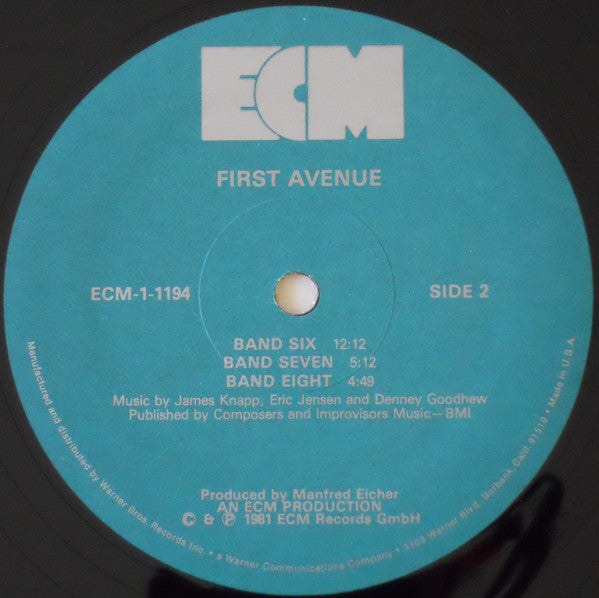 ECM
FIRST AVENUE
ECM-1-1194
SIDE 2
BAND SIX 12:12
BAND SEVEN 5:12
BAND EIGHT 4:49
Music by James Knapp, Eric Jensen and Denney Goodhew
Published by Composers and Improvisors Music—BMI
Produced by Manfred Eicher
AN ECM PRODUCTION
© & ℗ 1981 ECM Records GmbH
Manufactured and distributed by Warner Bros. Records Inc. • a Warner Communications Company • 3300 Warner Blvd. Burbank, Calif. 91510 • Made in U.S.A.